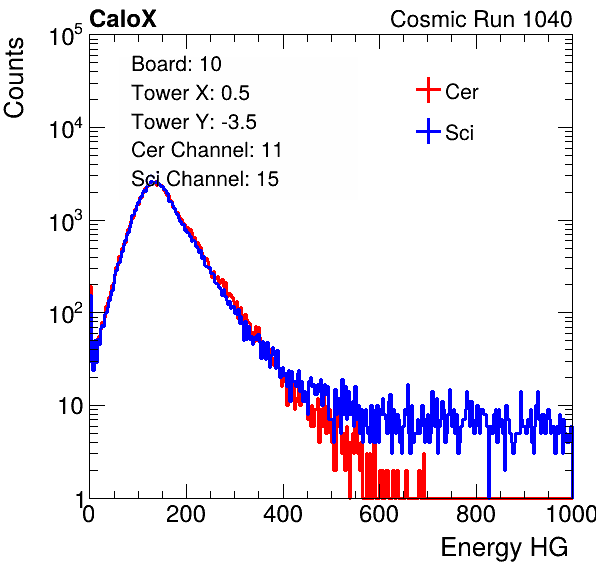 CaloX Cosmic Run 1040
Counts
10^5
10^4
10^3
10^2
10
1
Board: 10
Tower X: 0.5
Tower Y: -3.5
Cer Channel: 11
Sci Channel: 15
Cer
Sci
0 200 400 600 800 1000
Energy HG